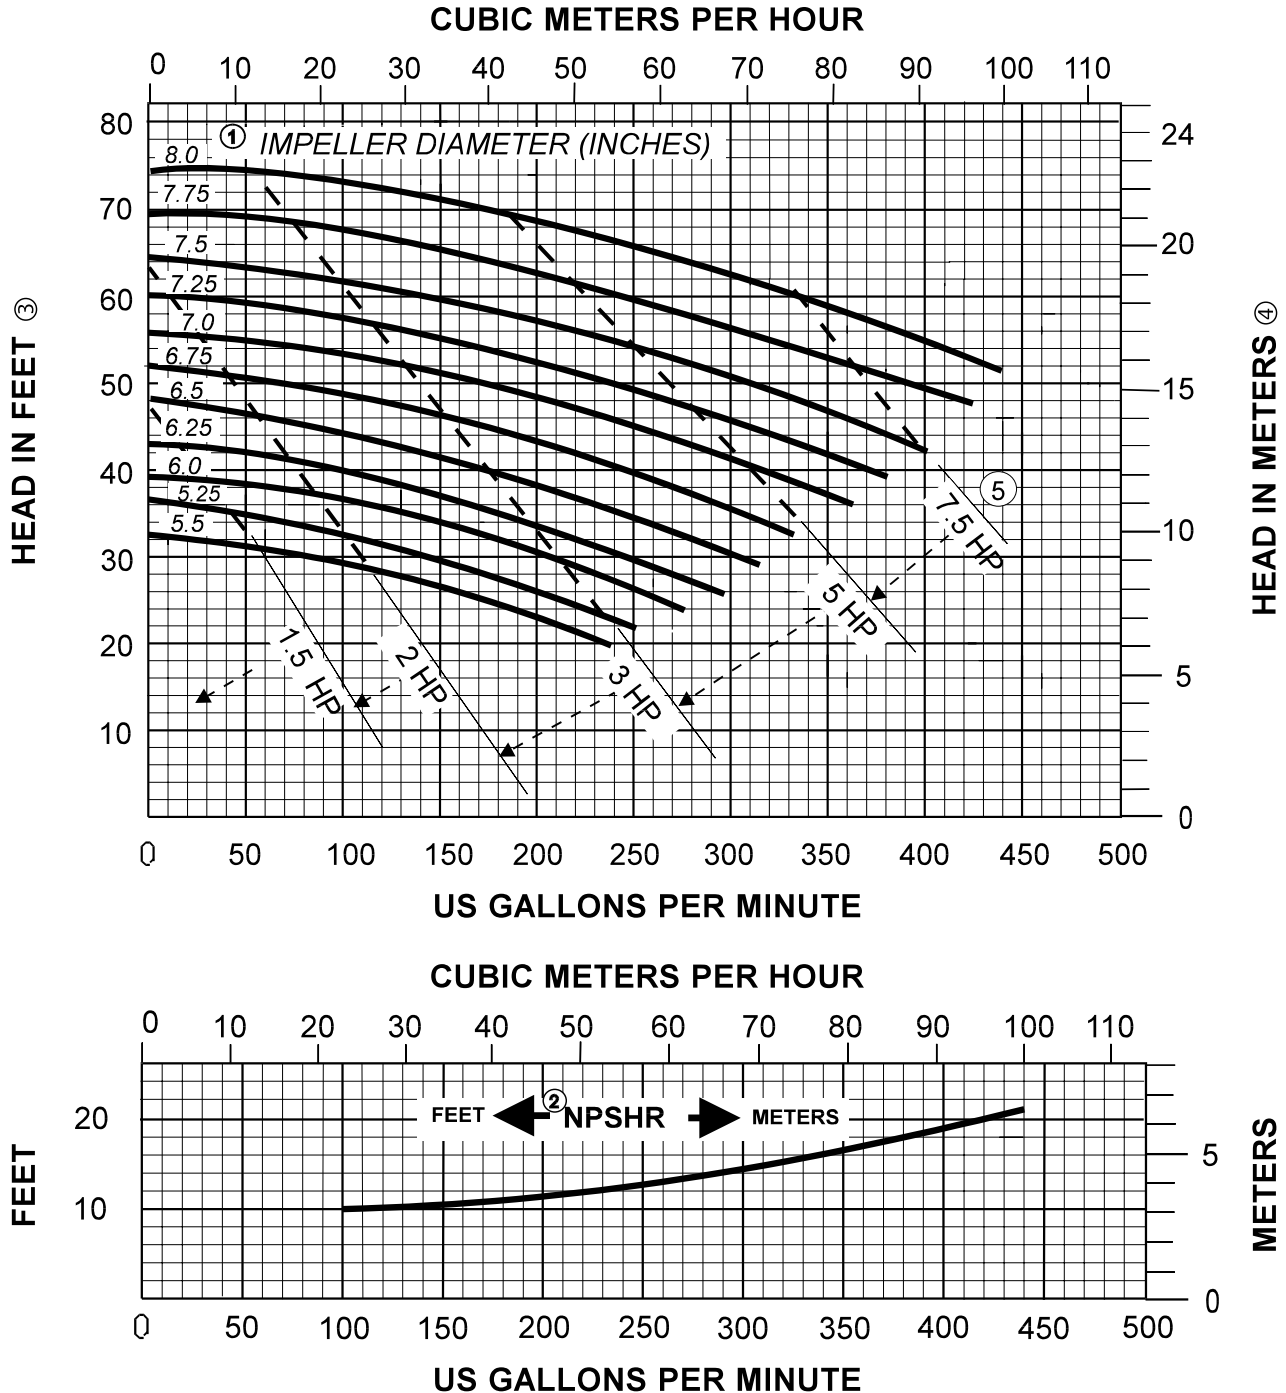 CUBIC METERS PER HOUR
0 10 20 30 40 50 60 70 80 90 100 110
80 70 60 50 40 30 20 10
① IMPELLER DIAMETER (INCHES)
8.0
7.75
7.5
7.25
7.0
6.75
6.5
6.25
6.0
5.25
5.5
24 20 15 10 5 0
HEAD IN FEET ③
HEAD IN METERS ④
⑤
7.5 HP
5 HP
3 HP
2 HP
1.5 HP
0 50 100 150 200 250 300 350 400 450 500
US GALLONS PER MINUTE
CUBIC METERS PER HOUR
0 10 20 30 40 50 60 70 80 90 100 110
FEET ② NPSHR METERS
20 10
5 0
FEET
METERS
0 50 100 150 200 250 300 350 400 450 500
US GALLONS PER MINUTE